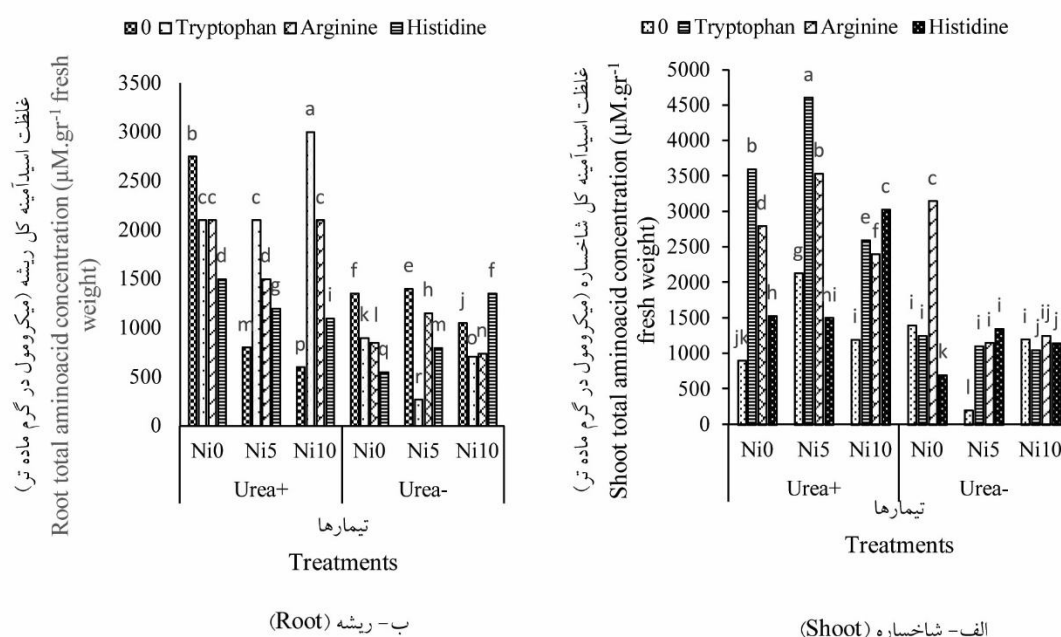 0 Tryptophan Arginine Histidine
غلظت اسیدآمینه کل ریشه (میکرومول در گرم ماده تر)
Root total aminoacid concentration (µM.gr⁻¹ fresh
weight)
3500
3000
2500
2000
1500
1000
500
0
b c c d
m c d g
p a c i
f k l q
e r h m
j o n f
Ni0 Ni5 Ni10 Ni0 Ni5 Ni10
Urea+ Urea-
تیمارها
Treatments
ب- ریشه (Root)
0 Tryptophan Arginine Histidine
غلظت اسیدآمینه کل شاخساره (میکرومول در گرم ماده تر)
Shoot total aminoacid concentration (µM.gr⁻¹
fresh weight)
5000
4500
4000
3500
3000
2500
2000
1500
1000
500
0
jk b d h
g a b hi
i e f c
i i c k
l i i j
i j ij j
Ni0 Ni5 Ni10 Ni0 Ni5 Ni10
Urea+ Urea-
تیمارها
Treatments
الف- شاخساره (Shoot)